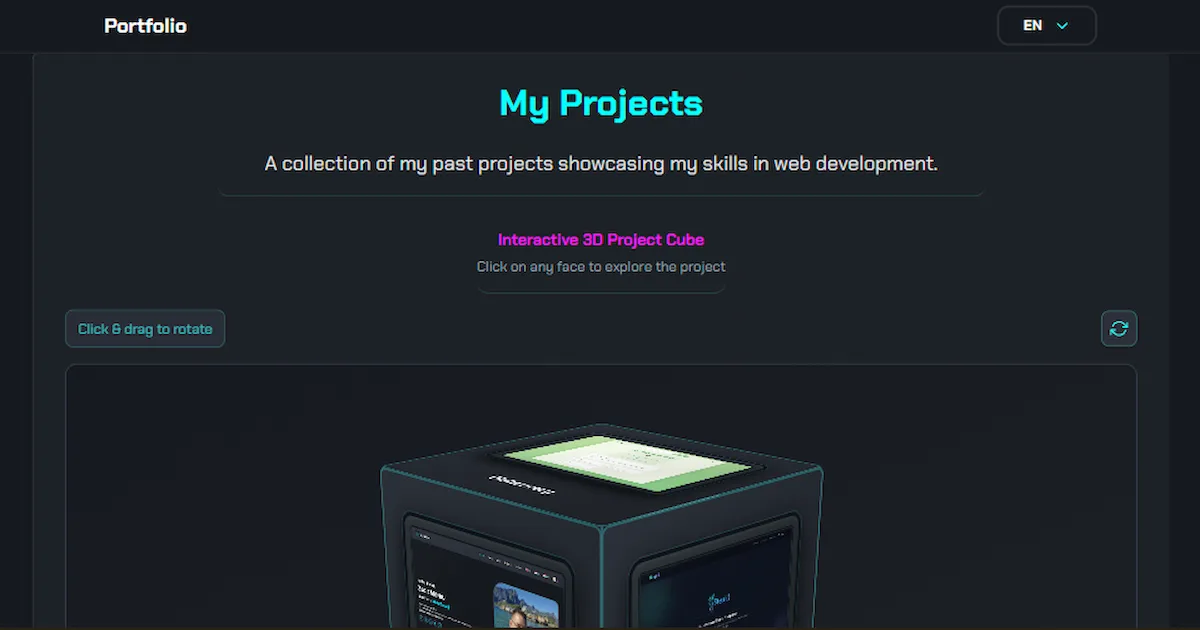 Portfolio
EN
My Projects
A collection of my past projects showcasing my skills in web development.
Interactive 3D Project Cube
Click on any face to explore the project
Click & drag to rotate